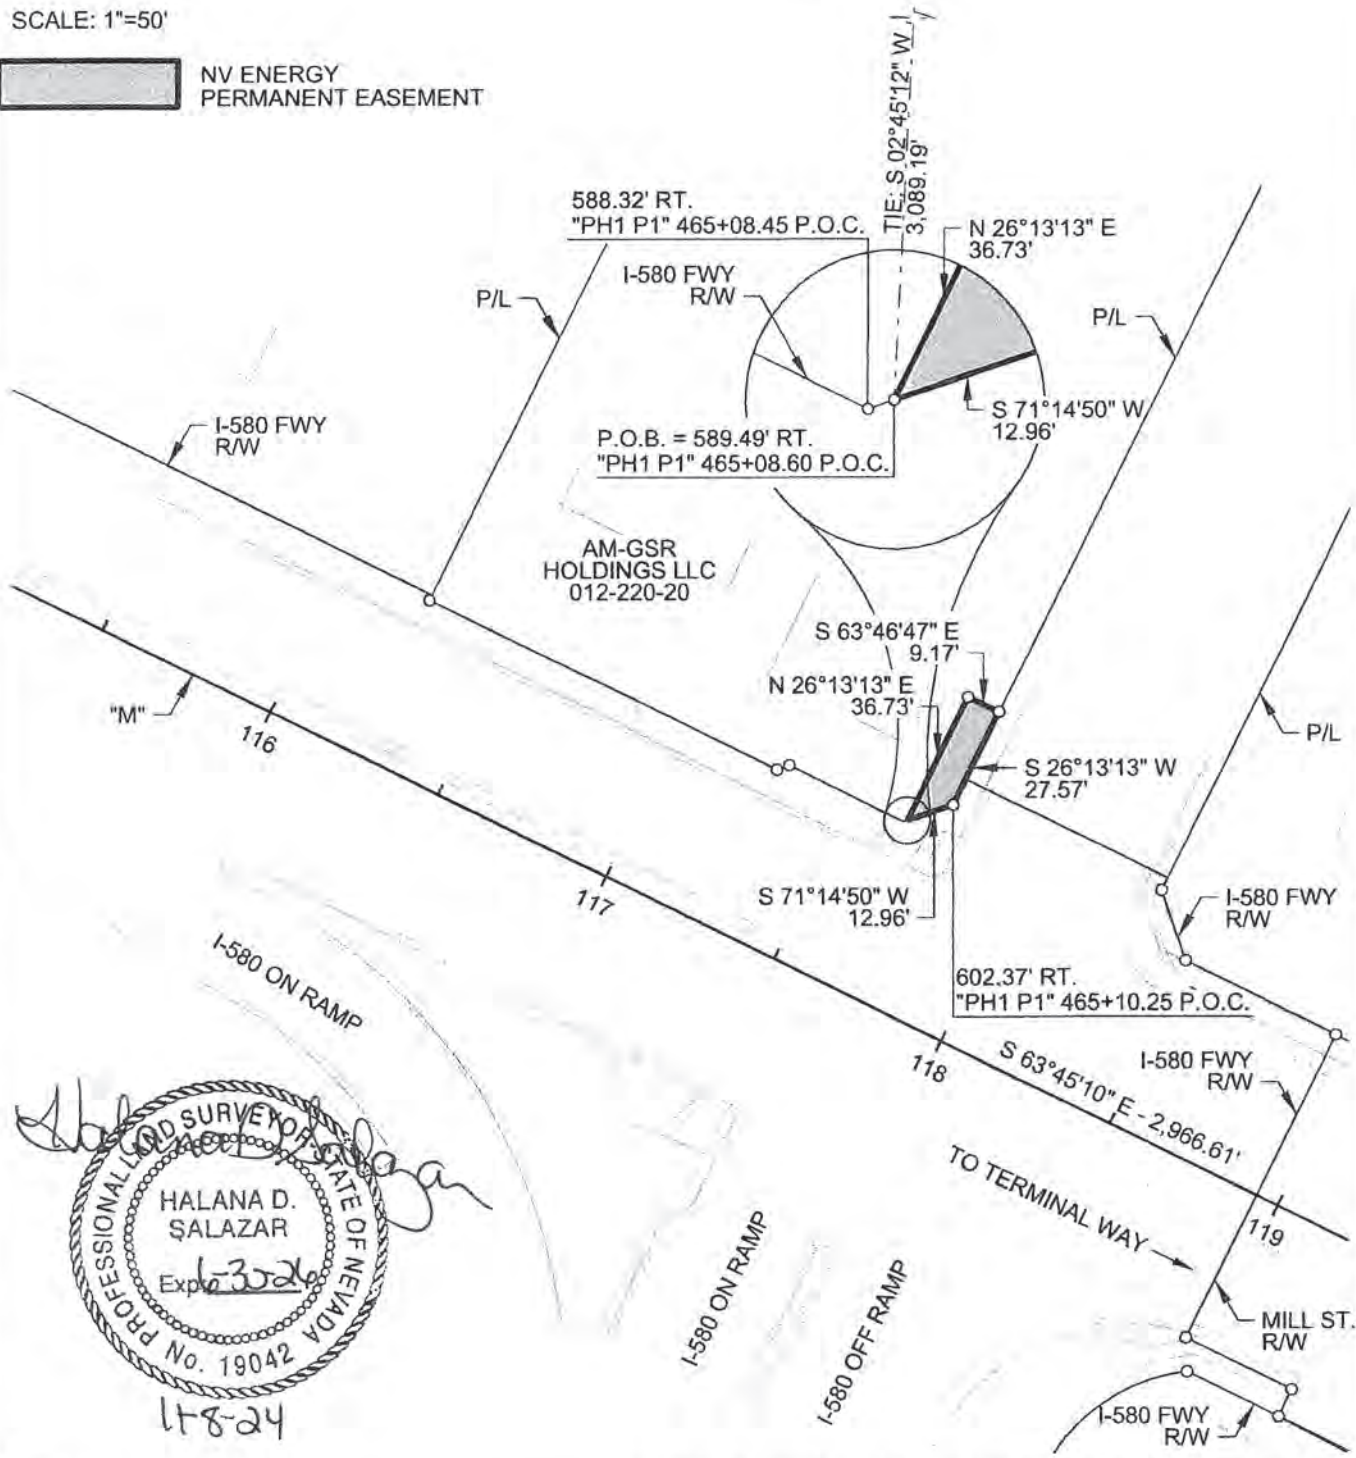 SCALE: 1"=50'
NV ENERGY
PERMANENT EASEMENT
TIE: S 02°45'12" W
3,089.19'
588.32' RT.
"PH1 P1" 465+08.45 P.O.C.
N 26°13'13" E
36.73'
I-580 FWY
R/W
P/L
P/L
I-580 FWY
R/W
S 71°14'50" W
12.96'
P.O.B. = 589.49' RT.
"PH1 P1" 465+08.60 P.O.C.
AM-GSR
HOLDINGS LLC
012-220-20
S 63°46'47" E
9.17'
N 26°13'13" E
36.73'
"M"
116
P/L
S 26°13'13" W
27.57'
117
S 71°14'50" W
12.96'
I-580 FWY
R/W
I-580 ON RAMP
602.37' RT.
"PH1 P1" 465+10.25 P.O.C.
118
S 63°45'10" E - 2,966.61'
I-580 FWY
R/W
TO TERMINAL WAY
119
PROFESSIONAL LAND SURVEYOR STATE OF NEVADA
HALANA D.
SALAZAR
Exp 6-30-26
No. 19042
11-8-24
I-580 ON RAMP
I-580 OFF RAMP
MILL ST.
R/W
I-580 FWY
R/W